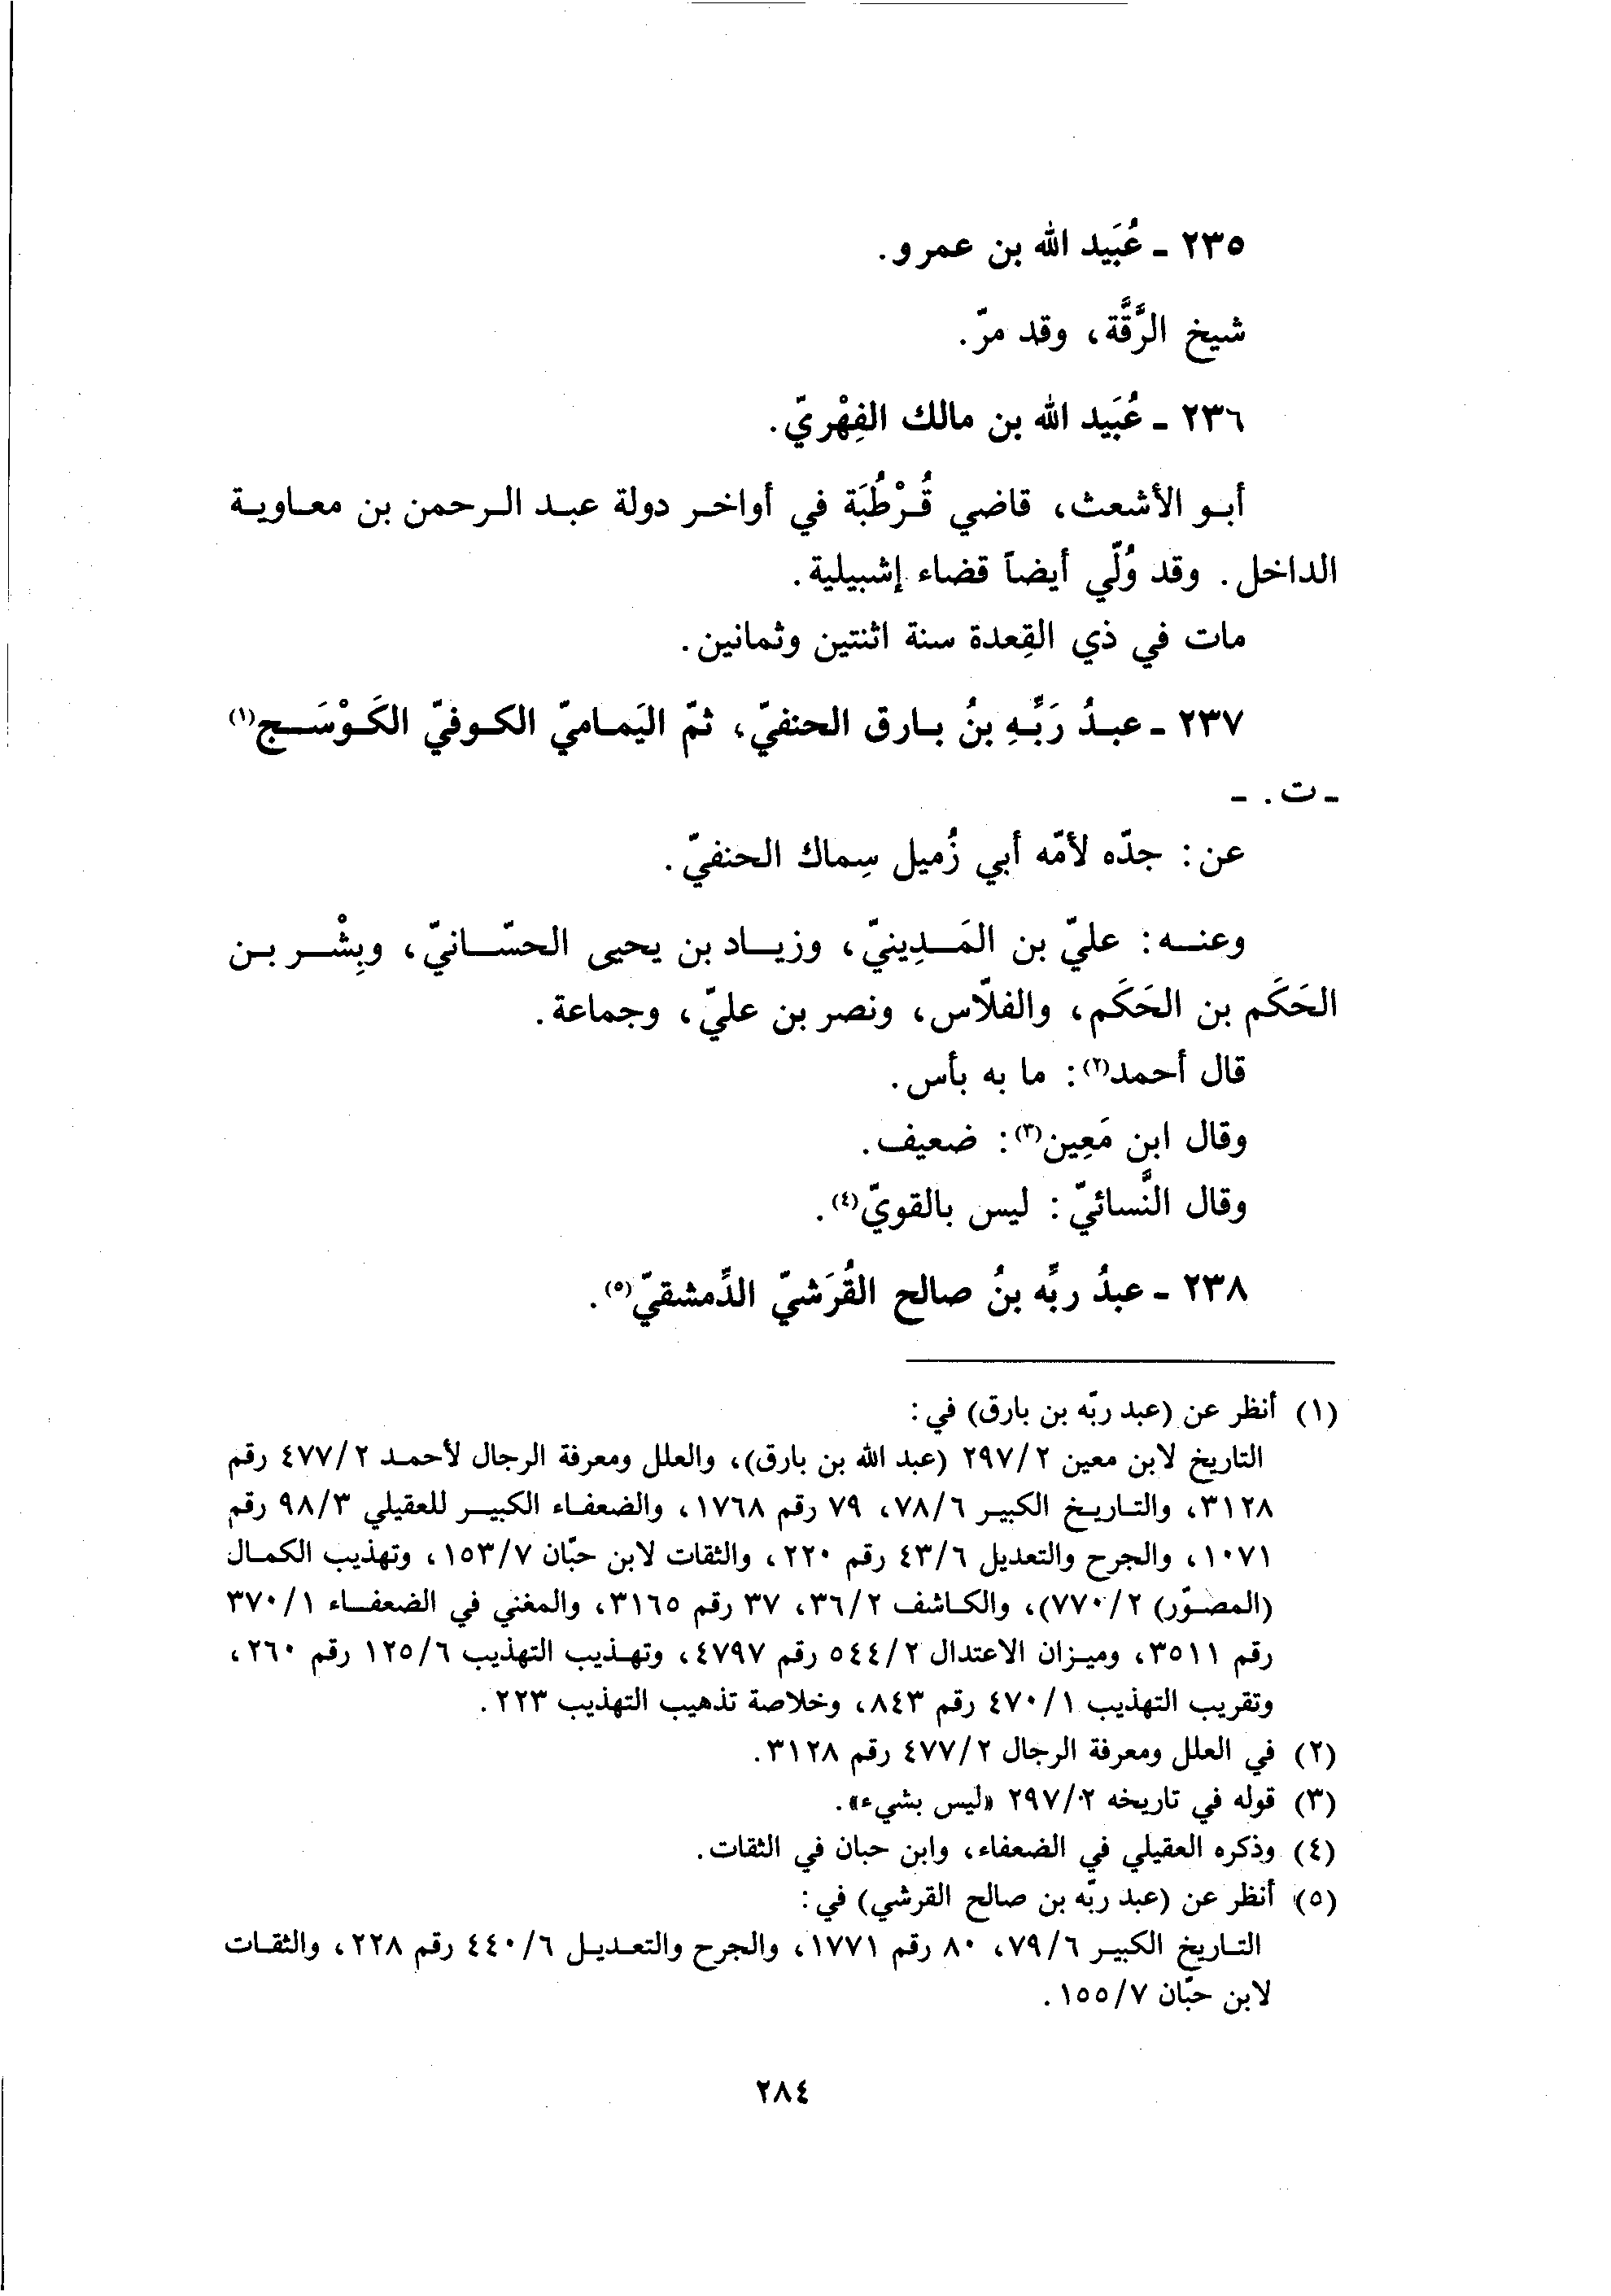 ٢٣٥ - عُبَيد الله بن عمرو.
شيخ الرَّقَّة، وقد مرّ.
٢٣٦ - عُبَيد الله بن مالك الفِهْريّ.
أبو الأشعث، قاضي قُرْطُبَة في أواخر دولة عبد الرحمن بن معاوية
الداخل. وقد وُلّي أيضاً قضاء إشبيلية.
مات في ذي القِعدة سنة اثنتين وثمانين.
٢٣٧ - عبدُ رَبِّهِ بنُ بارق الحنفيّ، ثمّ اليَماميّ الكوفيّ الكَوْسَج(١)
- ت. -
عن: جدّه لأمّه أبي زُميل سِماك الحنفيّ.
وعنه: عليّ بن المَدِينيّ، وزياد بن يحيى الحسّانيّ، وبِشْر بن
الحَكَم بن الحَكَم، والفلّاس، ونصر بن عليّ، وجماعة.
قال أحمد(٢): ما به بأس.
وقال ابن مَعِين(٣): ضعيف.
وقال النَّسائيّ: ليس بالقويّ(٤).
٢٣٨ - عبدُ ربِّه بنُ صالح القُرَشيّ الدِّمشقيّ(٥).
(١) أنظر عن (عبد ربّه بن بارق) في:
التاريخ لابن معين ٢/٢٩٧ (عبد الله بن بارق)، والعلل ومعرفة الرجال لأحمد ٢/٤٧٧ رقم
٣١٢٨، والتاريخ الكبير ٦/٧٨، ٧٩ رقم ١٧٦٨، والضعفاء الكبير للعقيلي ٣/٩٨ رقم
١٠٧١، والجرح والتعديل ٦/٤٣ رقم ٢٢٠، والثقات لابن حبّان ٧/١٥٣، وتهذيب الكمال
(المصوّر) ٢/٧٧٠)، والكاشف ٢/٣٦، ٣٧ رقم ٣١٦٥، والمغني في الضعفاء ١/٣٧٠
رقم ٣٥١١، وميزان الاعتدال ٢/٥٤٤ رقم ٤٧٩٧، وتهذيب التهذيب ٦/١٢٥ رقم ٢٦٠،
وتقريب التهذيب ١/٤٧٠ رقم ٨٤٣، وخلاصة تذهيب التهذيب ٢٢٣.
(٢) في العلل ومعرفة الرجال ٢/٤٧٧ رقم ٣١٢٨.
(٣) قوله في تاريخه ٢/٢٩٧ «ليس بشيء».
(٤) وذكره العقيلي في الضعفاء، وابن حبان في الثقات.
(٥) أنظر عن (عبد ربّه بن صالح القرشي) في:
التاريخ الكبير ٦/٧٩، ٨٠ رقم ١٧٧١، والجرح والتعديل ٦/٤٤٠ رقم ٢٢٨، والثقات
لابن حبّان ٧/١٥٥.
٢٨٤